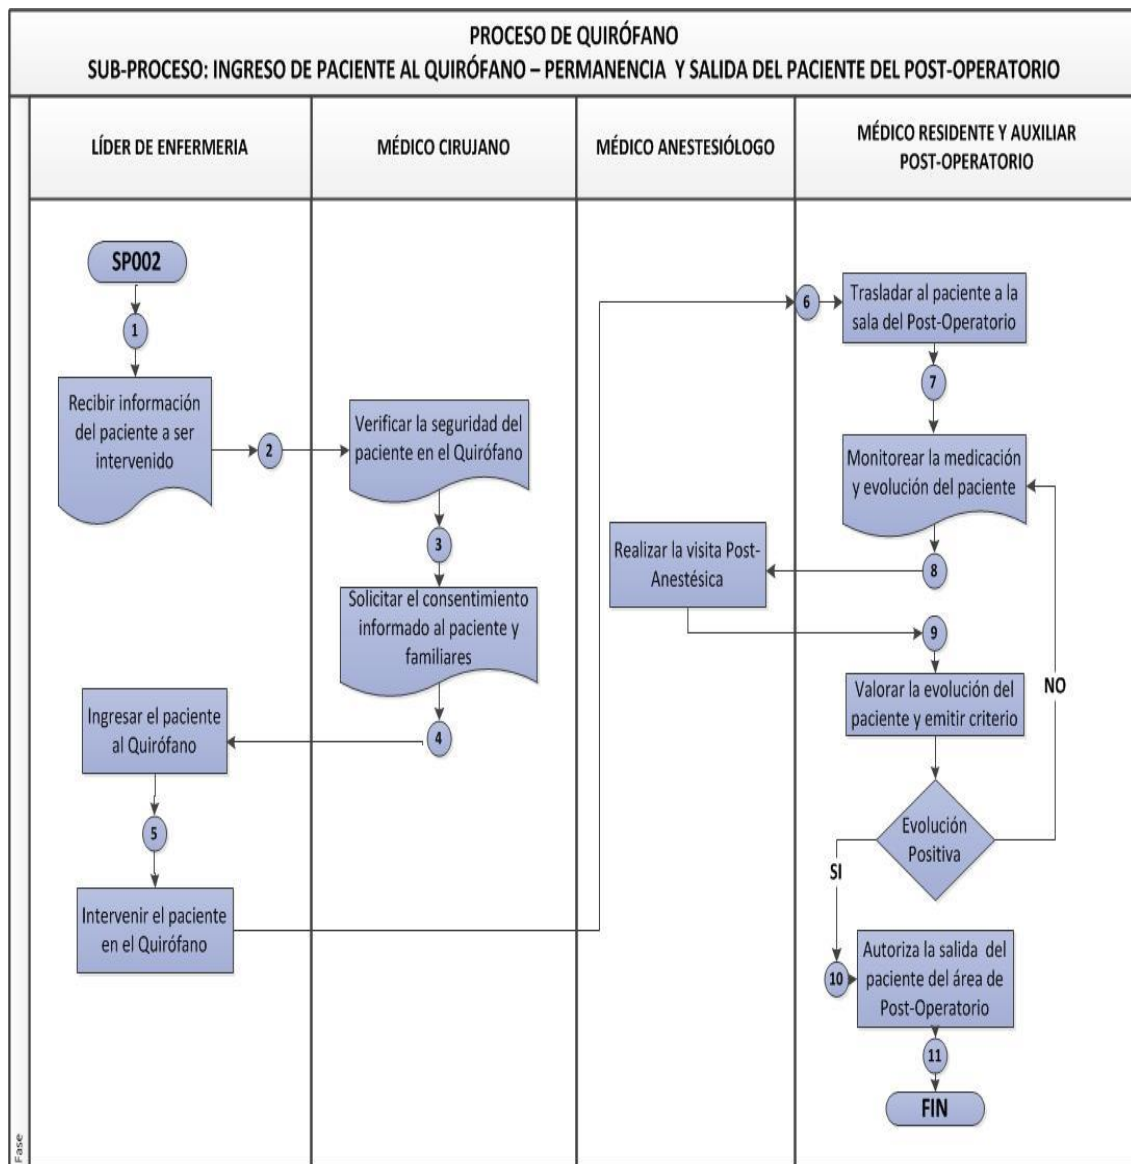 PROCESO DE QUIRÓFANO
SUB-PROCESO: INGRESO DE PACIENTE AL QUIRÓFANO – PERMANENCIA Y SALIDA DEL PACIENTE DEL POST-OPERATORIO
LÍDER DE ENFERMERIA
MÉDICO CIRUJANO
MÉDICO ANESTESIÓLOGO
MÉDICO RESIDENTE Y AUXILIAR
POST-OPERATORIO
SP002
1
Recibir información
del paciente a ser
intervenido
2
Verificar la seguridad del
paciente en el Quirófano
3
Solicitar el consentimiento
informado al paciente y
familiares
4
Ingresar el paciente
al Quirófano
5
Intervenir el paciente
en el Quirófano
6
Trasladar al paciente a la
sala del Post-Operatorio
7
Monitorear la medicación
y evolución del paciente
8
Realizar la visita Post-
Anestésica
9
Valorar la evolución del
paciente y emitir criterio
Evolución
Positiva
NO
SI
10
Autoriza la salida del
paciente del área de
Post-Operatorio
11
FIN
Fase